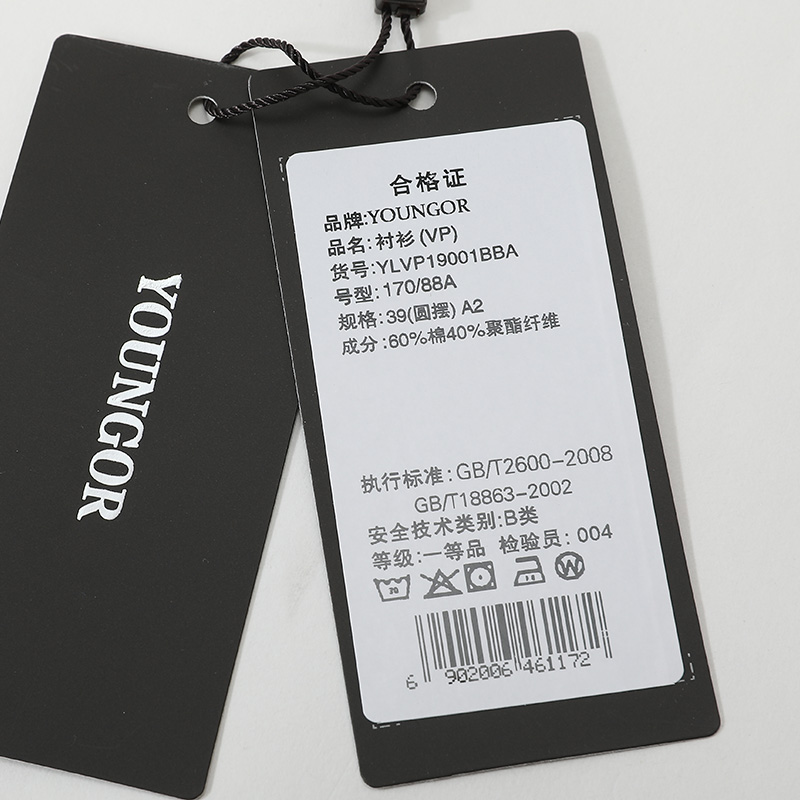 YOUNGOR
合格证
品牌:YOUNGOR
品名:衬衫(VP)
货号:YLVP19001BBA
号型:170/88A
规格:39(圆摆) A2
成分:60%棉40%聚酯纤维
执行标准:GB/T2600-2008
GB/T18863-2002
安全技术类别:B类
等级:一等品 检验员:004
W
6 902006 461172